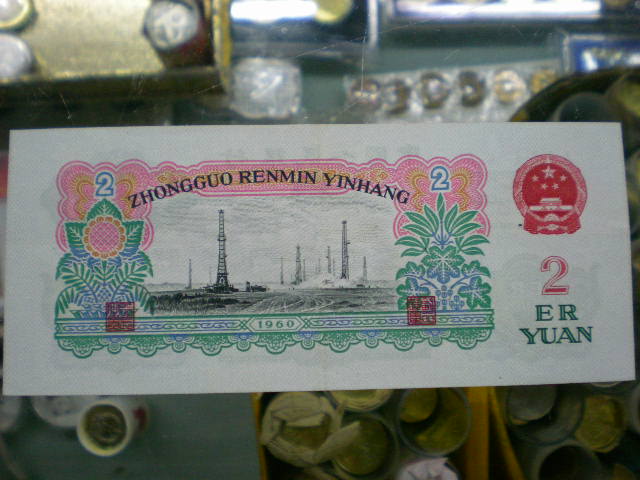 2
ZHONGGUO RENMIN YINHANG
2
1960
2
ER
YUAN